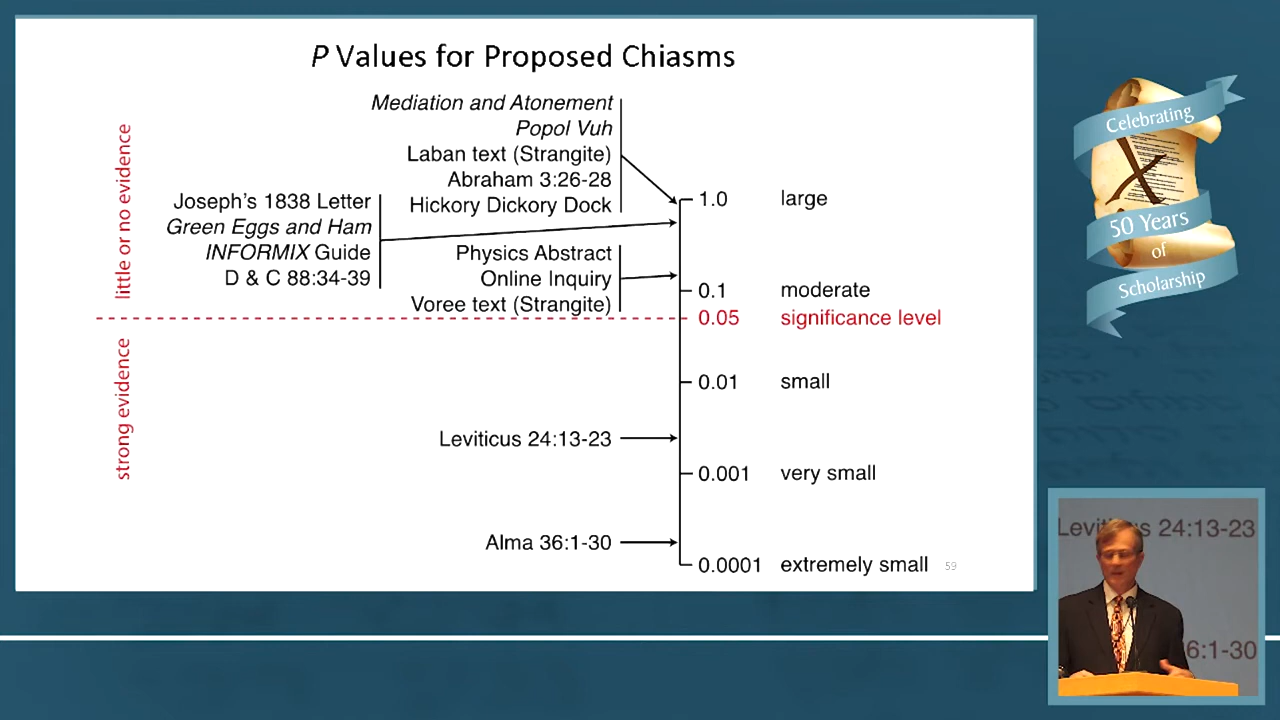 P Values for Proposed Chiasms
little or no evidence
strong evidence
Mediation and Atonement
Popol Vuh
Laban text (Strangite)
Abraham 3:26-28
Hickory Dickory Dock
Joseph's 1838 Letter
Green Eggs and Ham
INFORMIX Guide
D & C 88:34-39
Physics Abstract
Online Inquiry
Voree text (Strangite)
Leviticus 24:13-23
Alma 36:1-30
1.0 large
0.1 moderate
0.05 significance level
0.01 small
0.001 very small
0.0001 extremely small
59
Celebrating
50 Years
of
Scholarship
Leviticus 24:13-23
6:1-30